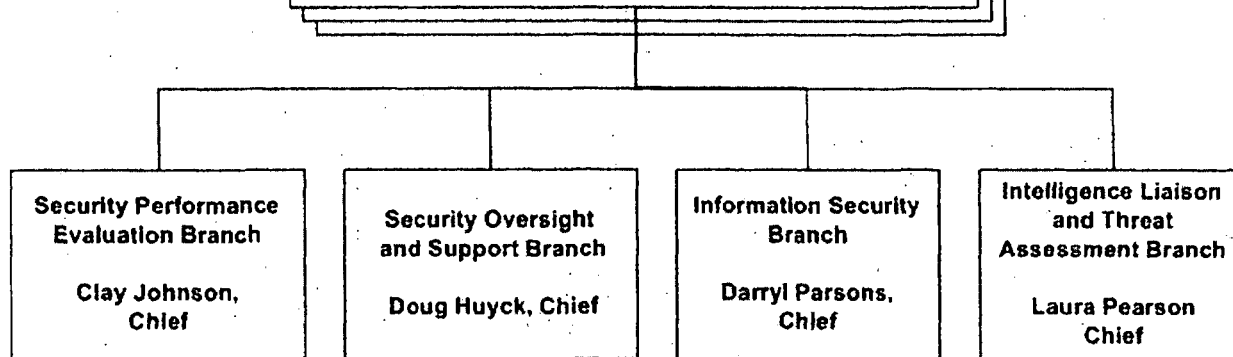 Security Performance
Evaluation Branch
Clay Johnson,
Chief
Security Oversight
and Support Branch
Doug Huyck, Chief
Information Security
Branch
Darryl Parsons,
Chief
Intelligence Liaison
and Threat
Assessment Branch
Laura Pearson
Chief